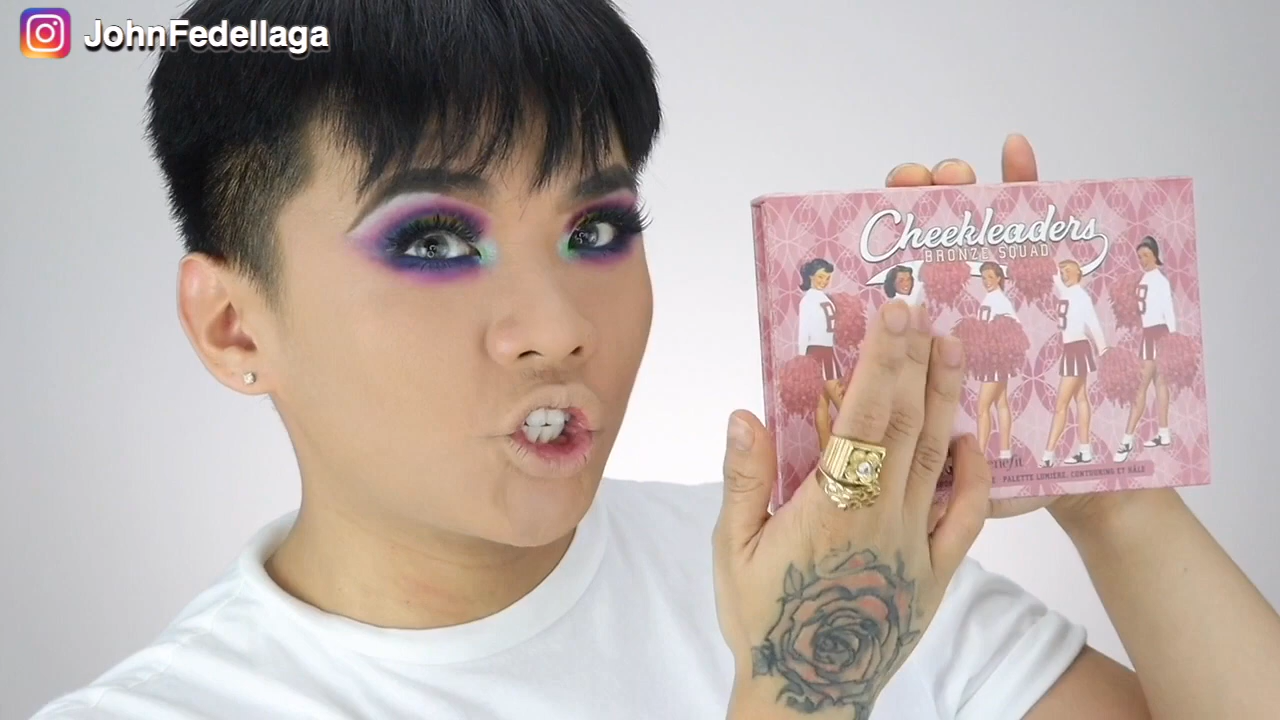 JohnFedellaga
Cheekleaders
BRONZE SQUAD
PALETTE LUMIÈRE, CONTOURING ET HÂLE